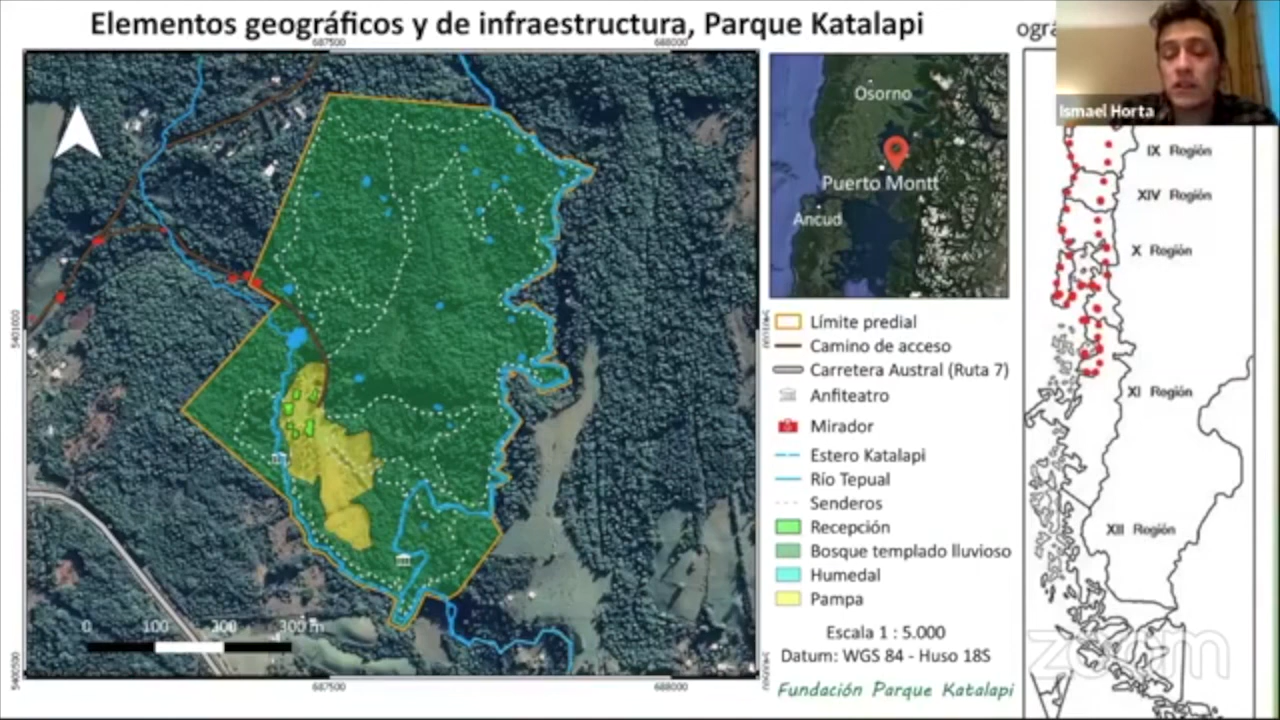 Elementos geográficos y de infraestructura, Parque Katalapi
ográ
Ismael Horta
687500
688000
5401000
5400500
0 100 200 300 m
687500
688000
Osorno
Puerto Montt
Ancud
Límite predial
Camino de acceso
Carretera Austral (Ruta 7)
Anfiteatro
Mirador
Estero Katalapi
Río Tepual
Senderos
Recepción
Bosque templado lluvioso
Humedal
Pampa
Escala 1 : 5.000
Datum: WGS 84 - Huso 18S
Fundación Parque Katalapi
IX Región
XIV Región
X Región
XI Región
XII Región
zoom